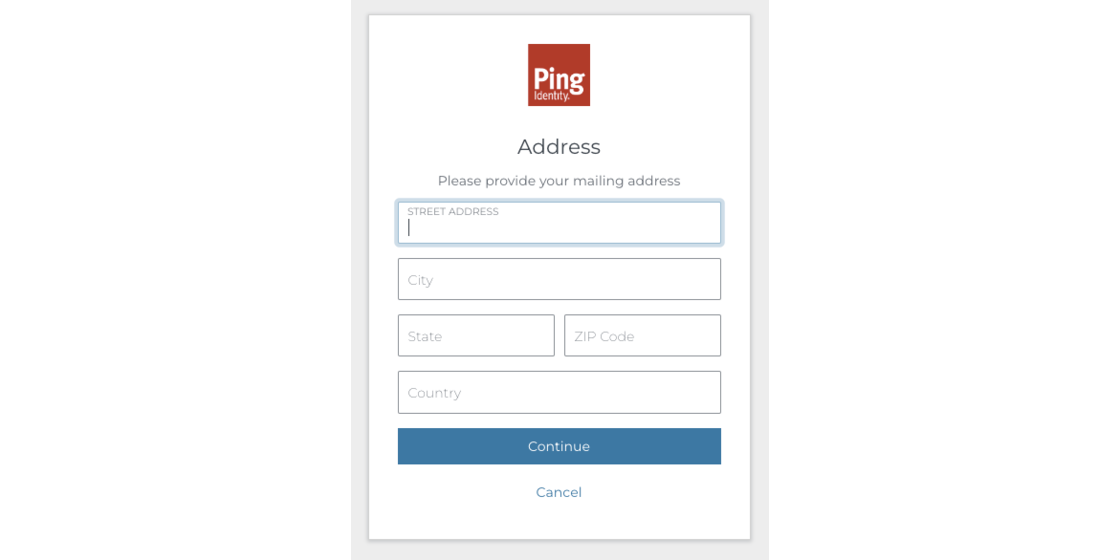 Ping
Identity.
Address
Please provide your mailing address
STREET ADDRESS
City
State
ZIP Code
Country
Continue
Cancel